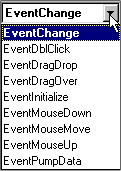 EventChange
EventChange
EventDblClick
EventDragDrop
EventDragOver
EventInitialize
EventMouseDown
EventMouseMove
EventMouseUp
EventPumpData